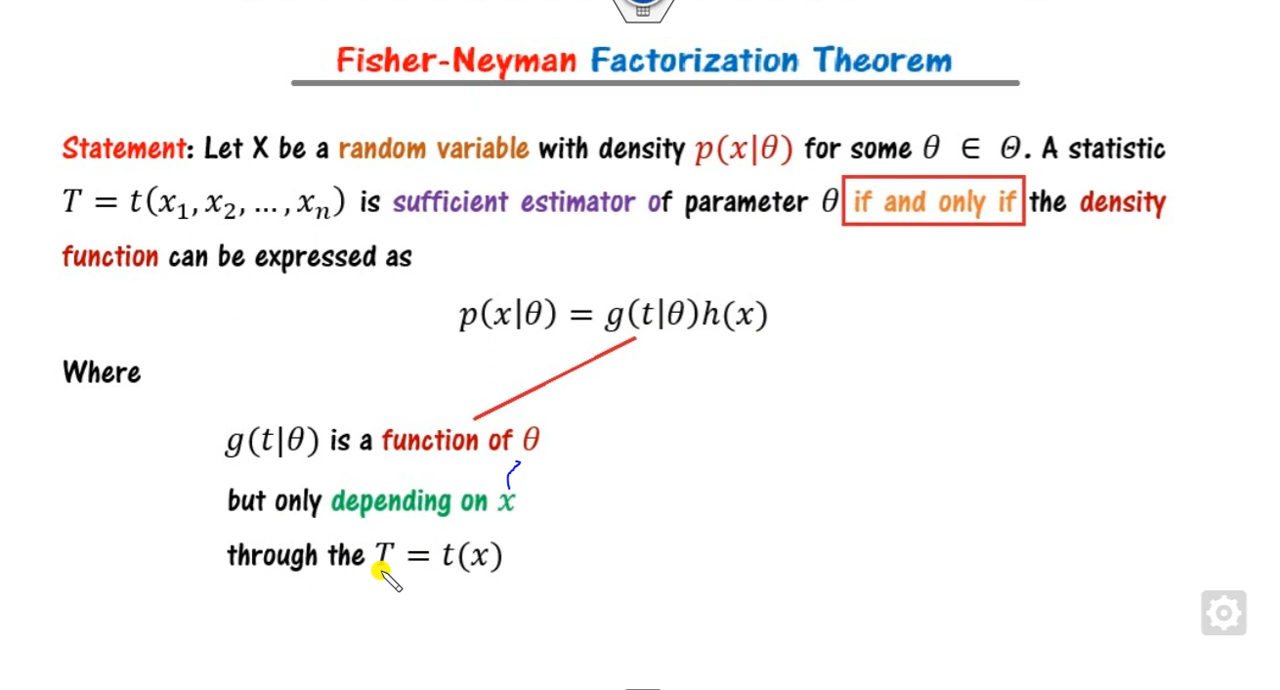 Fisher-Neyman Factorization Theorem
Statement: Let X be a random variable with density p(x|θ) for some θ ∈ Θ. A statistic
T = t(x₁, x₂, … , xₙ) is sufficient estimator of parameter θ if and only if the density
function can be expressed as
p(x|θ) = g(t|θ)h(x)
Where
g(t|θ) is a function of θ
but only depending on x
through the T = t(x)